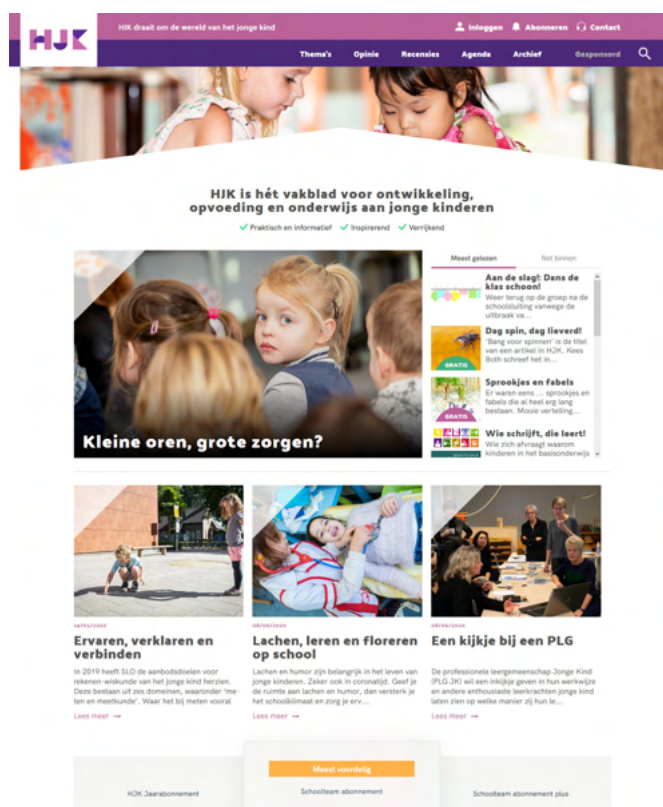 HJK
HJK draait om de wereld van het jonge kind
Inloggen
Abonneren
Contact
Thema's
Opinie
Recensies
Agenda
Archief
Gesponsord
HJK is hét vakblad voor ontwikkeling,
opvoeding en onderwijs aan jonge kinderen
Praktisch en informatief
Inspirerend
Verrijkend
Kleine oren, grote zorgen?
Meest gelezen
Net binnen
Aan de slag!: Dans de
klas schoon!
Weer terug op de groep na de
schoolsluiting vanwege de
uitbraak va...
GRATIS
Dag spin, dag lieverd!
'Bang voor spinnen' is de titel
van een artikel in HJK. Kees
Both schreef het in...
GRATIS
Sprookjes en fabels
Er waren eens ... sprookjes en
fabels die al heel erg lang
bestaan. Mooie vertelling...
Wie schrijft, die leert!
Wie zich afvraagt waarom
kinderen in het basisonderwijs
Ervaren, verklaren en
verbinden
In 2019 heeft SLO de aanbodsdoelen voor
rekenen wiskunde van het jonge kind herzien.
Deze bestaan uit zes domeinen, waaronder 'me-
ten en meetkunde'. Waar het bij meten vooral
Lees meer →
Lachen, leren en floreren
op school
Lachen en humor zijn belangrijk in het leven van
jonge kinderen. Zeker ook in coronatijd. Geef je
de ruimte aan lachen en humor, dan versterk je
het schoolklimaat en zorg je erv...
Lees meer →
Een kijkje bij een PLG
De professionele leergemeenschap Jonge Kind
(PLG JK) wil een inkijkje geven in hun werkwijze
en andere enthousiaste leerkrachten jonge kind
laten zien op welke manier zij hun le...
Lees meer →
HJK Jaarabonnement
Meest voordelig
Schoolteam abonnement
Schoolteam abonnement plus